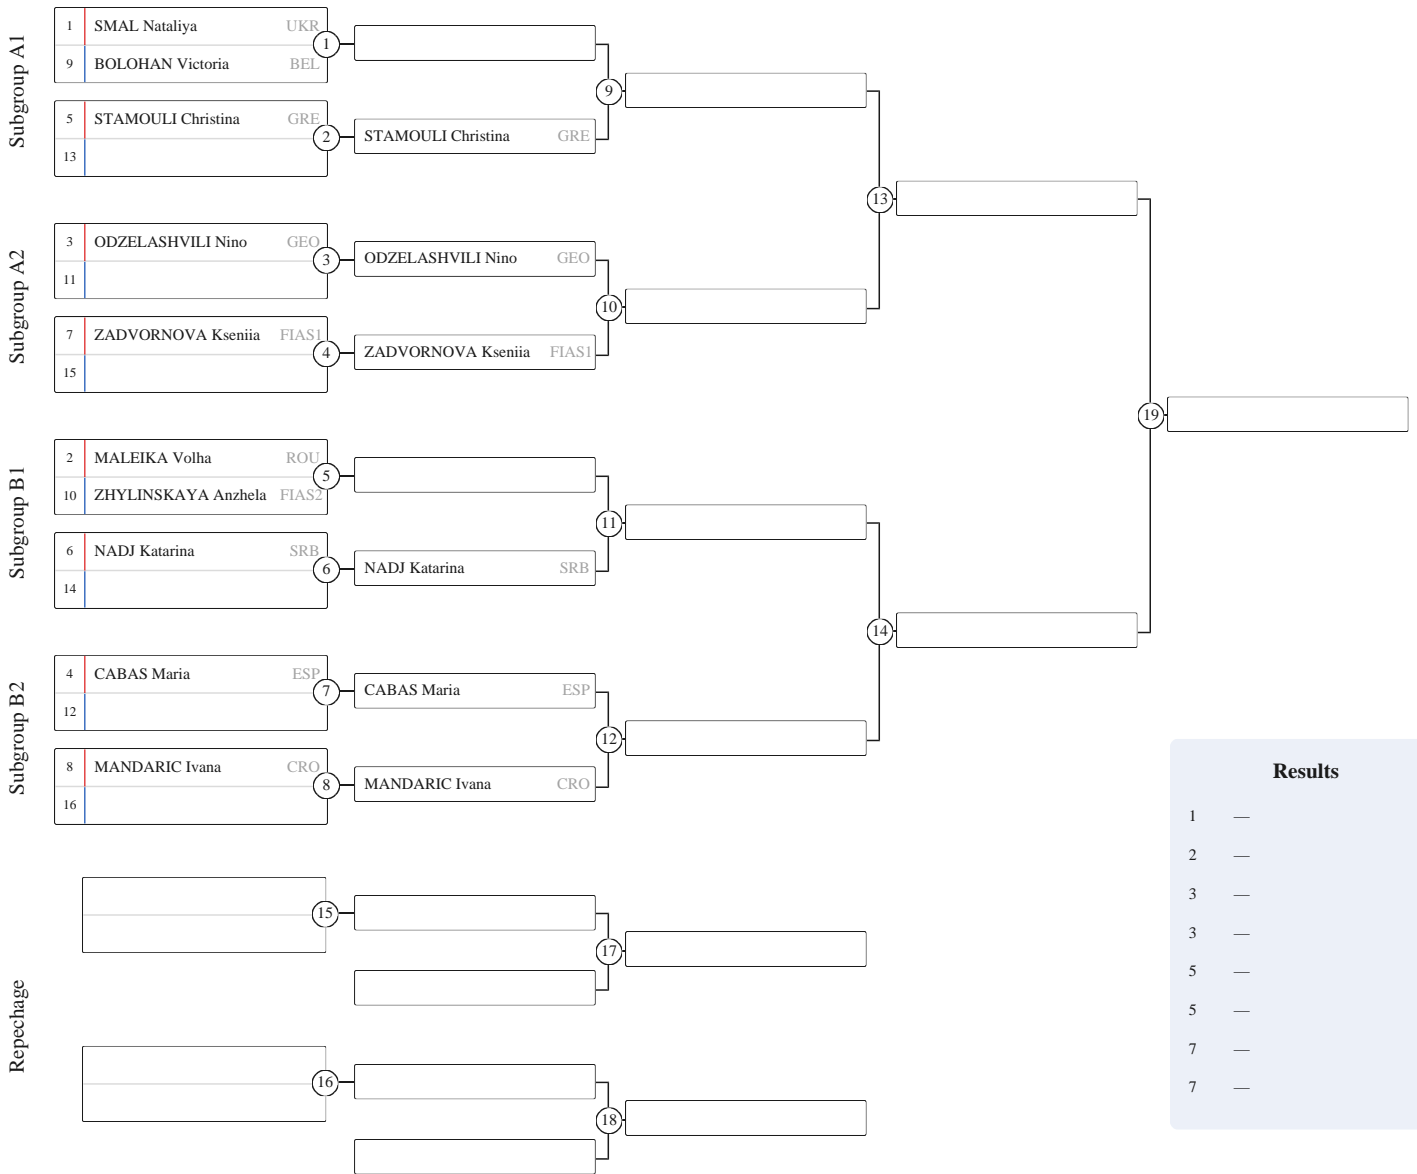 Subgroup A1
1 SMAL Nataliya UKR
9 BOLOHAN Victoria BEL
1
5 STAMOULI Christina GRE
13
2
STAMOULI Christina GRE
9
Subgroup A2
3 ODZELASHVILI Nino GEO
11
3
ODZELASHVILI Nino GEO
7 ZADVORNOVA Kseniia FIAS1
15
4
ZADVORNOVA Kseniia FIAS1
10
13
Subgroup B1
2 MALEIKA Volha ROU
10 ZHYLINSKAYA Anzhela FIAS2
5
6 NADJ Katarina SRB
14
6
NADJ Katarina SRB
11
Subgroup B2
4 CABAS Maria ESP
12
7
CABAS Maria ESP
8 MANDARIC Ivana CRO
16
8
MANDARIC Ivana CRO
12
14
19
Repechage
15
17
16
18
Results
1 —
2 —
3 —
3 —
5 —
5 —
7 —
7 —